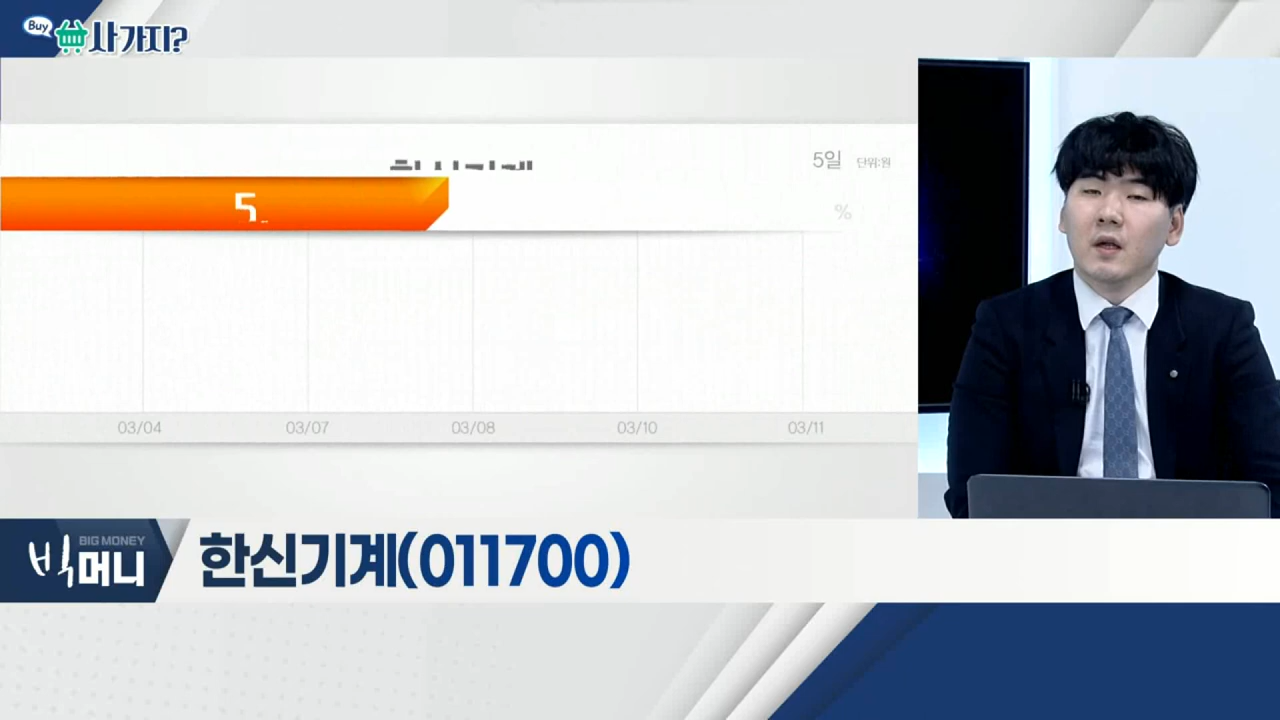 Buy
사가지?
5일 단위:원
5
%
03/04 03/07 03/08 03/10 03/11
빅머니 BIG MONEY
한신기계(011700)